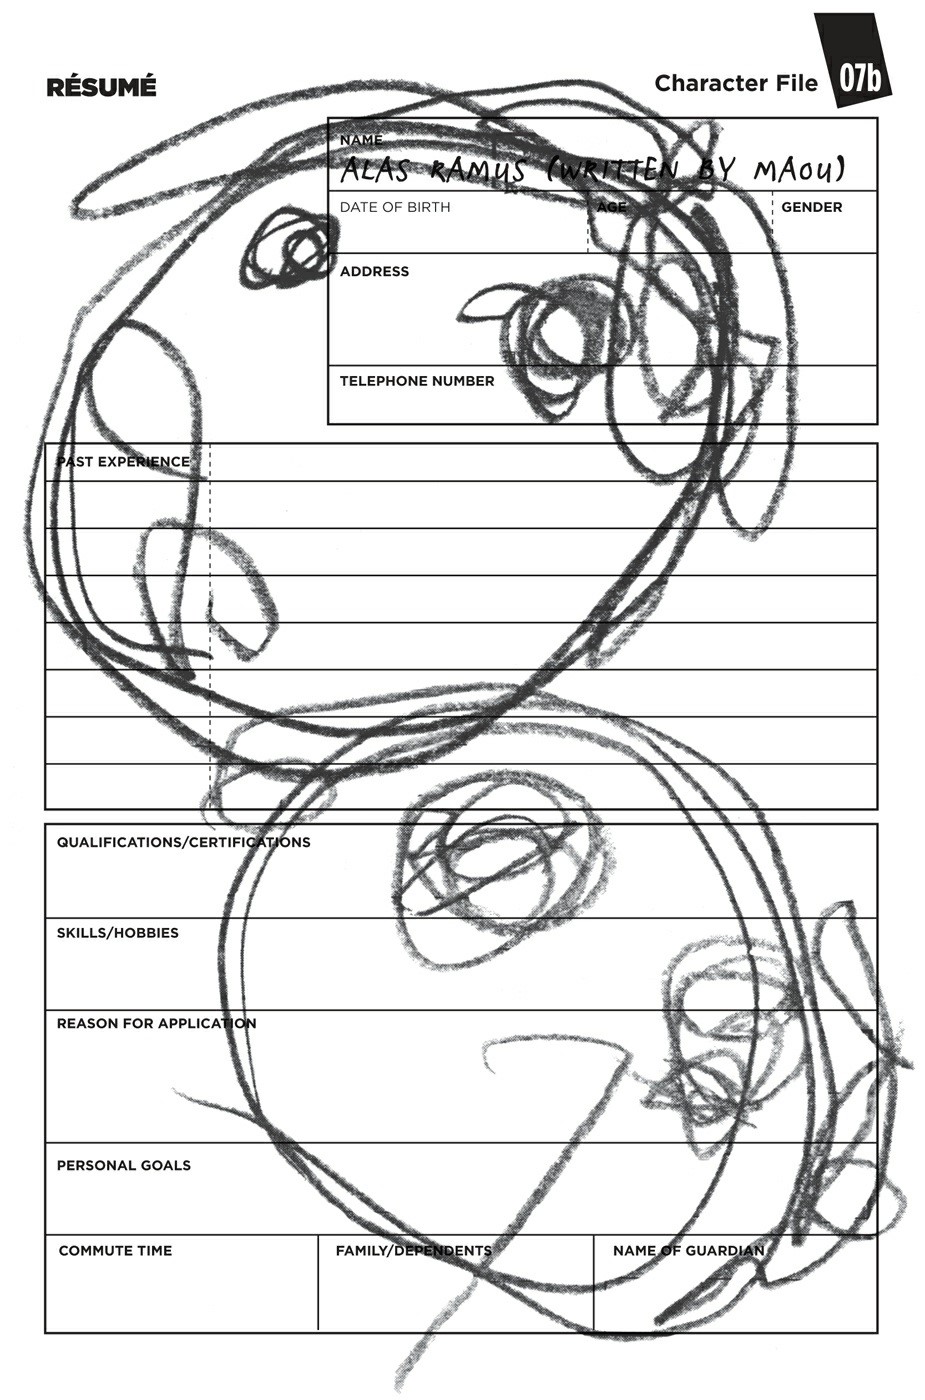 RÉSUMÉ
Character File 07b
NAME
ALAS RAMUS (WRITTEN BY MAOU)
DATE OF BIRTH
AGE
GENDER
ADDRESS
TELEPHONE NUMBER
PAST EXPERIENCE
QUALIFICATIONS/CERTIFICATIONS
SKILLS/HOBBIES
REASON FOR APPLICATION
PERSONAL GOALS
COMMUTE TIME
FAMILY/DEPENDENTS
NAME OF GUARDIAN